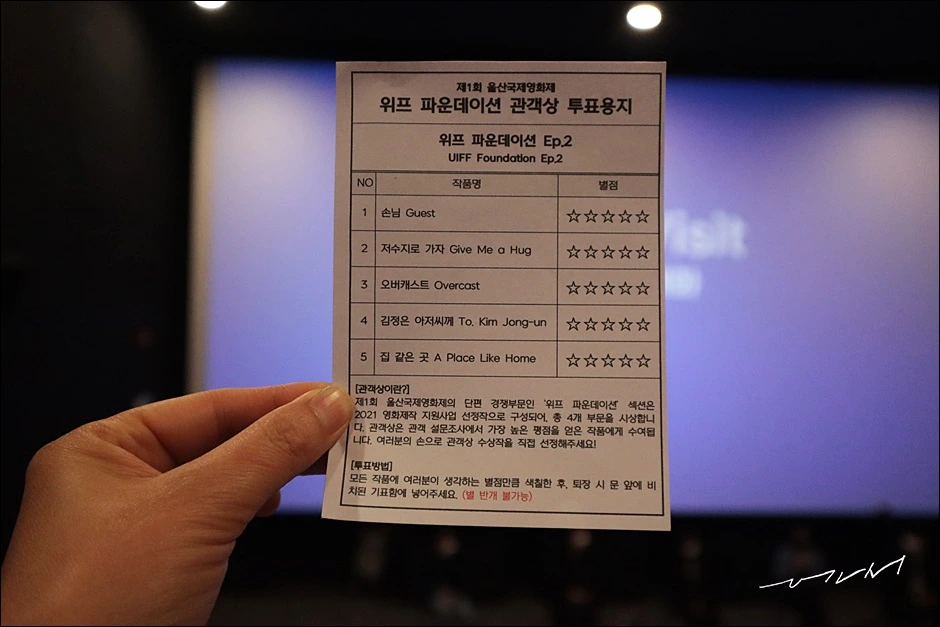 제1회 울산국제영화제
위프 파운데이션 관객상 투표용지
위프 파운데이션 Ep.2
UIFF Foundation Ep.2
NO 작품명 별점
1 손님 Guest ☆☆☆☆☆
2 저수지로 가자 Give Me a Hug ☆☆☆☆☆
3 오버캐스트 Overcast ☆☆☆☆☆
4 김정은 아저씨께 To. Kim Jong-un ☆☆☆☆☆
5 집 같은 곳 A Place Like Home ☆☆☆☆☆
[관객상이란?]
제1회 울산국제영화제의 단편 경쟁부문인 '위프 파운데이션' 섹션은
2021 영화제작 지원사업 선정작으로 구성되어, 총 4개 부문을 시상합니
다. 관객상은 관객 설문조사에서 가장 높은 평점을 얻은 작품에게 수여됩
니다. 여러분의 손으로 관객상 수상작을 직접 선정해주세요!
[투표방법]
모든 작품에 여러분이 생각하는 별점만큼 색칠한 후, 퇴장 시 문 앞에 비
치된 기표함에 넣어주세요. (별 반개 불가능)